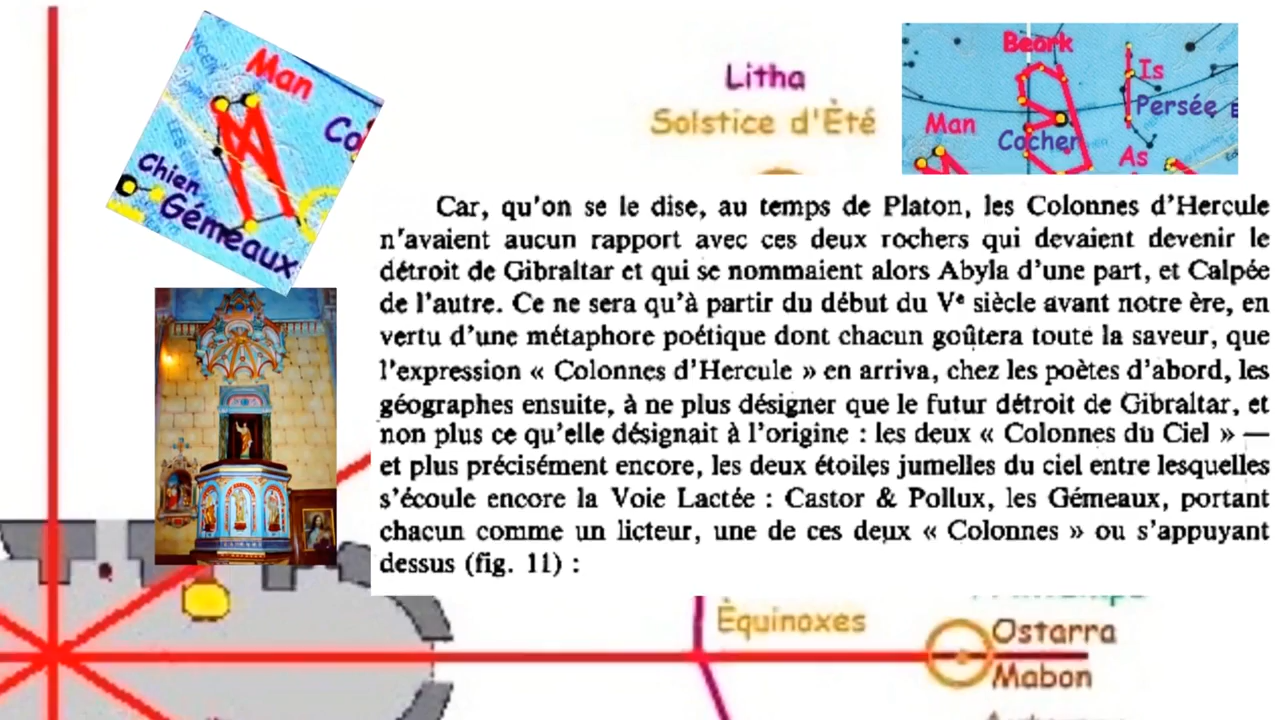 Man
Co
Chien
Gémeaux
Litha
Solstice d'Ètè
Beork
Is
Persée
Man
Cocher
As
Car, qu'on se le dise, au temps de Platon, les Colonnes d'Hercule
n'avaient aucun rapport avec ces deux rochers qui devaient devenir le
détroit de Gibraltar et qui se nommaient alors Abyla d'une part, et Calpée
de l'autre. Ce ne sera qu'à partir du début du Ve siècle avant notre ère, en
vertu d'une métaphore poétique dont chacun goûtera toute la saveur, que
l'expression « Colonnes d'Hercule » en arriva, chez les poètes d'abord, les
géographes ensuite, à ne plus désigner que le futur détroit de Gibraltar, et
non plus ce qu'elle désignait à l'origine : les deux « Colonnes du Ciel » —
et plus précisément encore, les deux étoiles jumelles du ciel entre lesquelles
s'écoule encore la Voie Lactée : Castor & Pollux, les Gémeaux, portant
chacun comme un licteur, une de ces deux « Colonnes » ou s'appuyant
dessus (fig. 11) :
Èquinoxes
Ostarra
Mabon